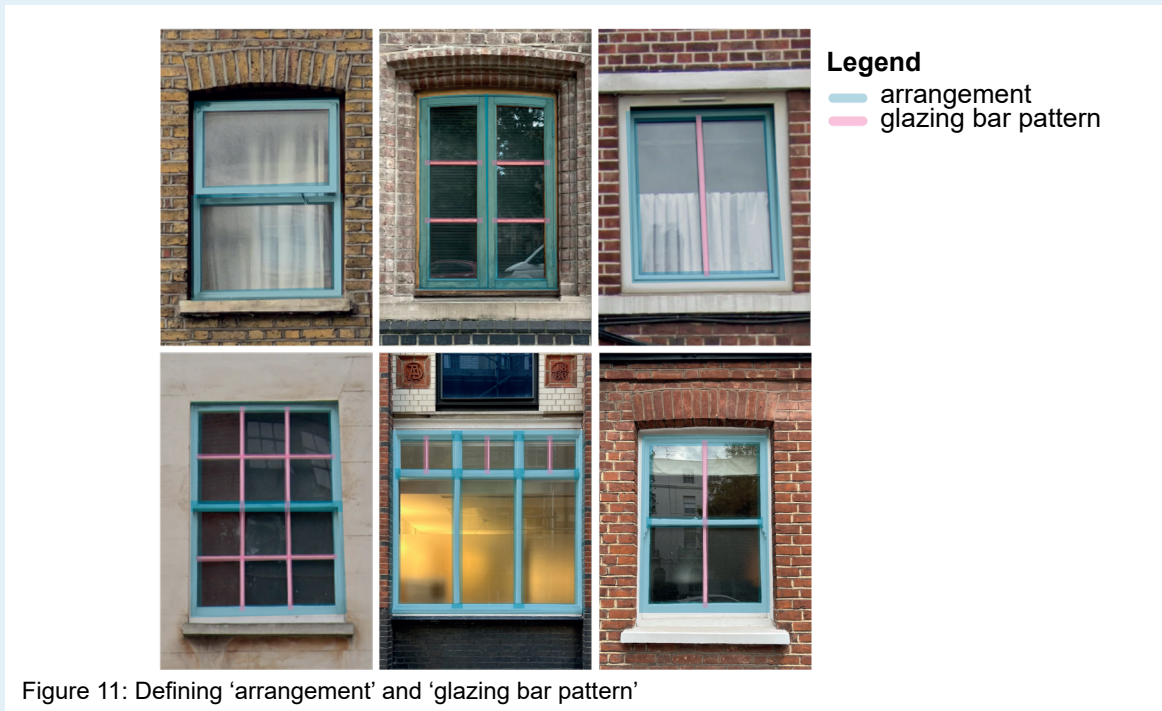 Legend
arrangement
glazing bar pattern
Figure 11: Defining ‘arrangement’ and ‘glazing bar pattern’